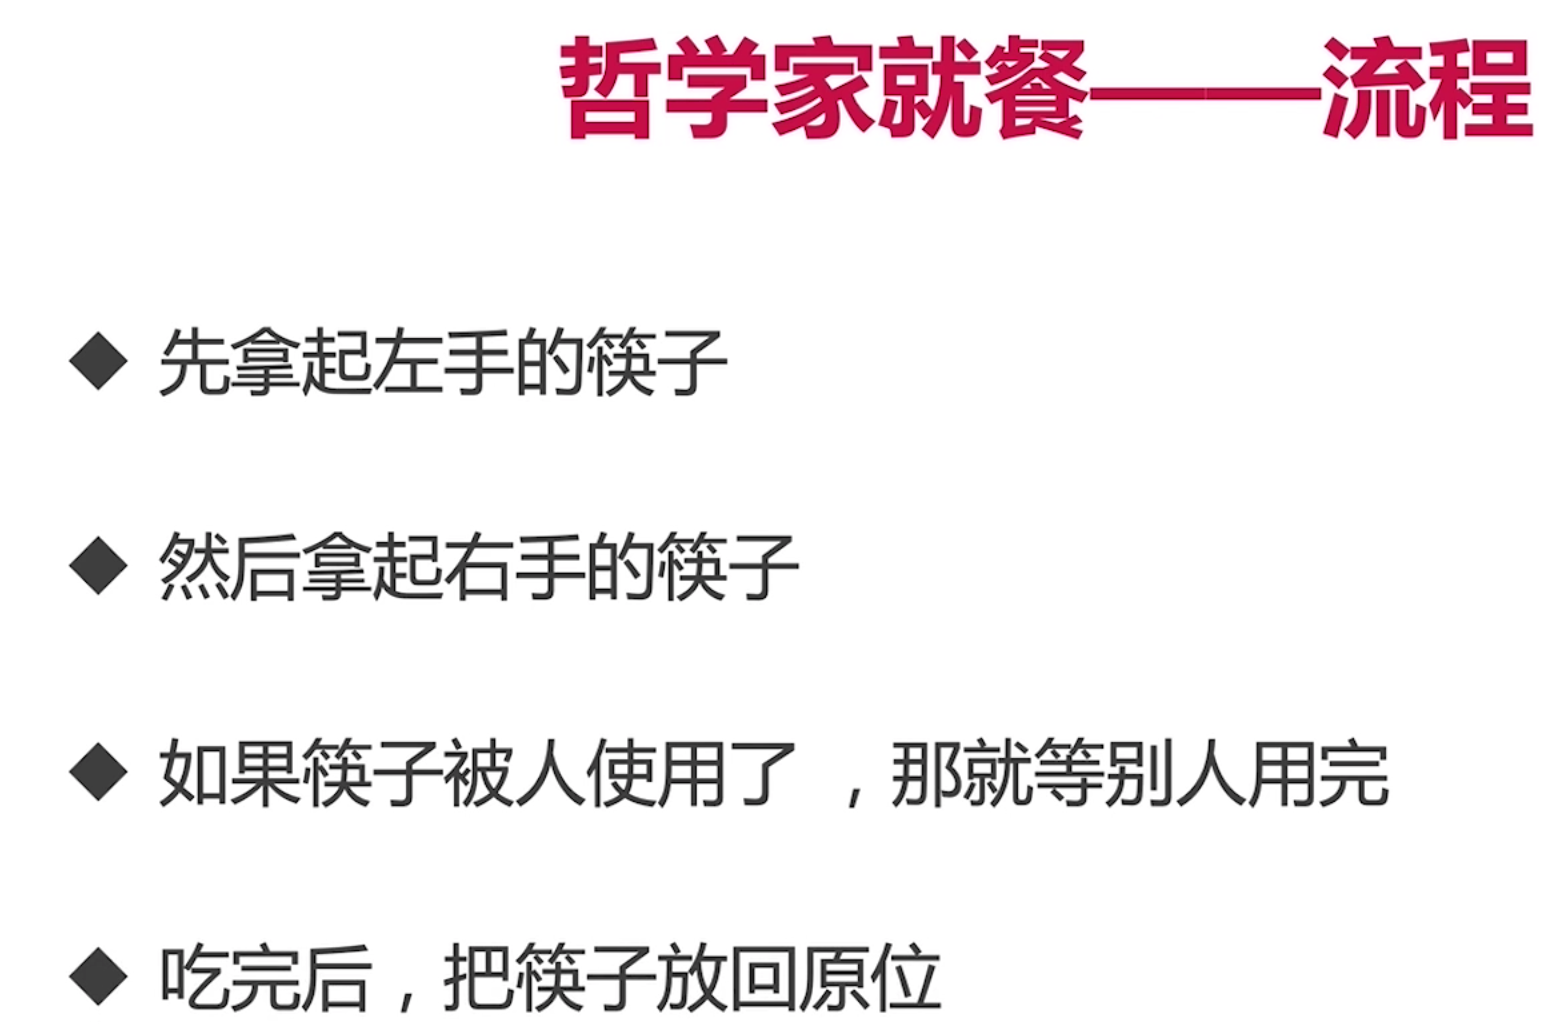 哲学家就餐——流程
◆ 先拿起左手的筷子
◆ 然后拿起右手的筷子
◆ 如果筷子被人使用了 ，那就等别人用完
◆ 吃完后，把筷子放回原位